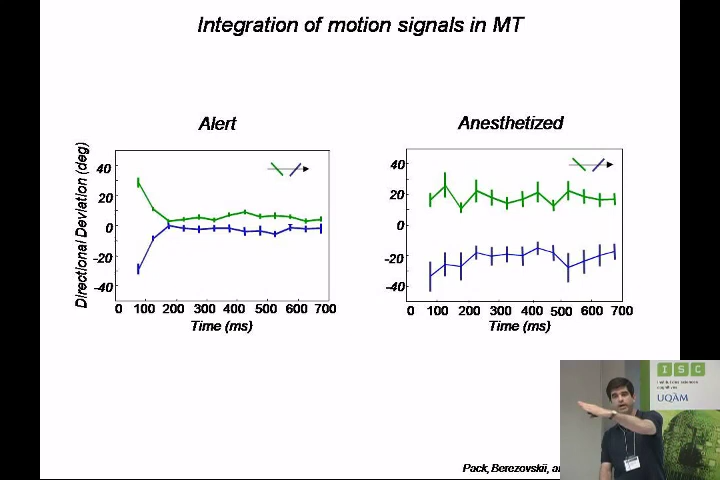 Integration of motion signals in MT
Alert
Anesthetized
Directional Deviation (deg)
40
20
0
-20
-40
0 100 200 300 400 500 600 700
Time (ms)
40
20
0
-20
-40
0 100 200 300 400 500 600 700
Time (ms)
Pack, Berezovskii,
ISC
cognitives
UQÀM